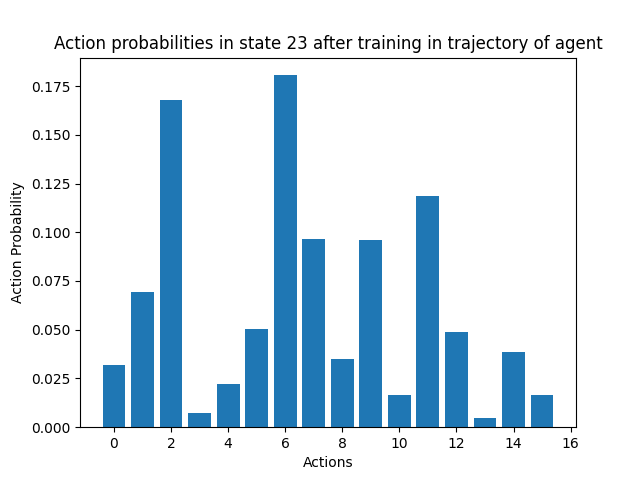 Action probabilities in state 23 after training in trajectory of agent
0.175
0.150
0.125
0.100
0.075
0.050
0.025
0.000
Action Probability
0 2 4 6 8 10 12 14 16
Actions